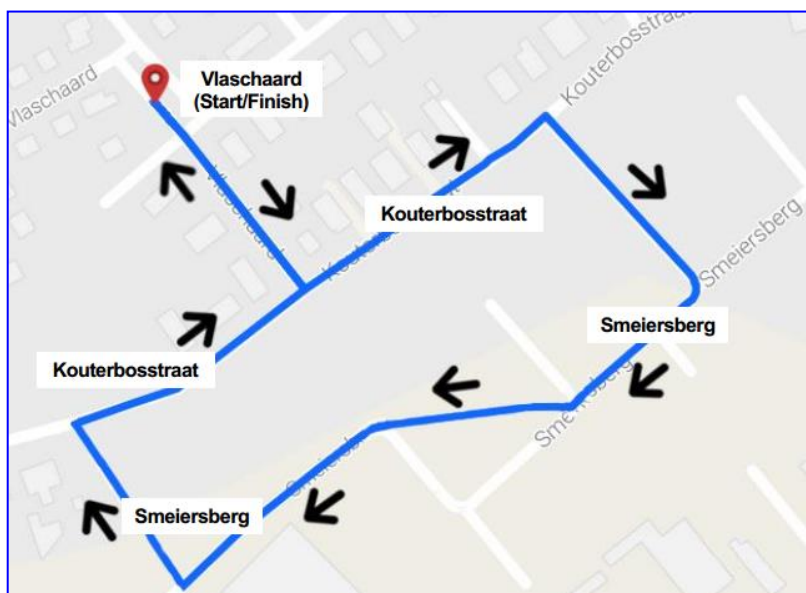 Vlaschaard
Vlaschaard
(Start/Finish)
Kouterbosstraat
Vlaschaard
Kouterbosstraat
Smeiersberg
Smeiersberg
Kouterbosstraat
Smeiersberg
Smeiersberg